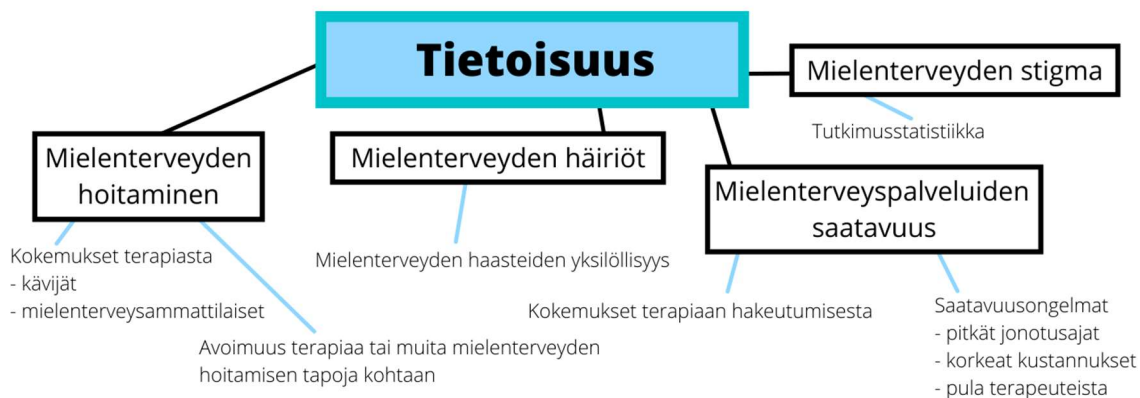 Tietoisuus
Mielenterveyden stigma
Tutkimusstatistiikka
Mielenterveyden
hoitaminen
Kokemukset terapiasta
- kävijät
- mielenterveysammattilaiset
Avoimuus terapiaa tai muita mielenterveyden
hoitamisen tapoja kohtaan
Mielenterveyden häiriöt
Mielenterveyden haasteiden yksilöllisyys
Mielenterveyspalveluiden
saatavuus
Kokemukset terapiaan hakeutumisesta
Saatavuusongelmat
- pitkät jonotusajat
- korkeat kustannukset
- pula terapeuteista